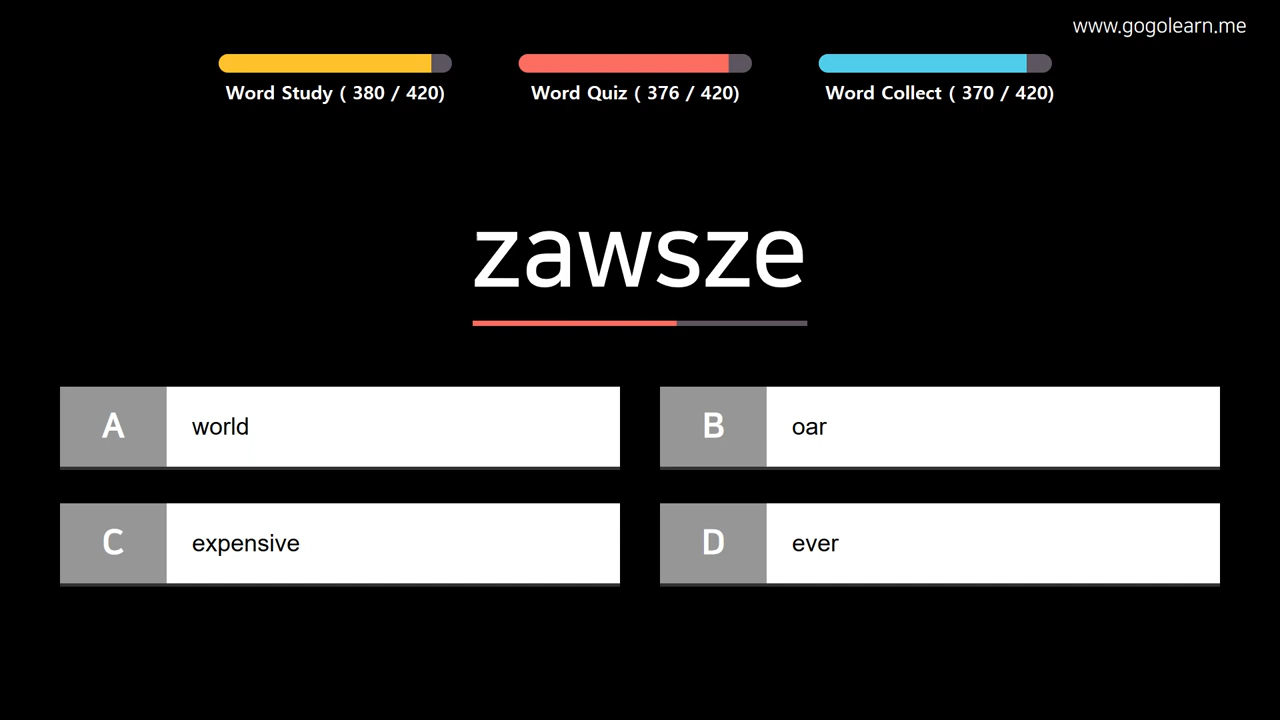 www.gogolearn.me
Word Study ( 380 / 420)
Word Quiz ( 376 / 420)
Word Collect ( 370 / 420)
zawsze
A world
B oar
C expensive
D ever